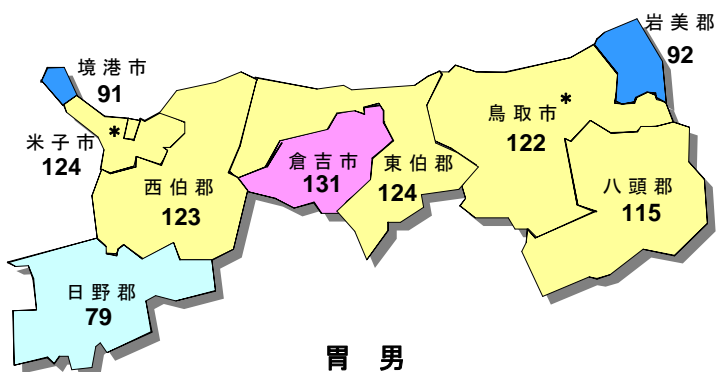 岩美郡
92
境港市
91
*
鳥取市
122
*
米子市
124
倉吉市
131
東伯郡
124
西伯郡
123
八頭郡
115
日野郡
79
胃 男